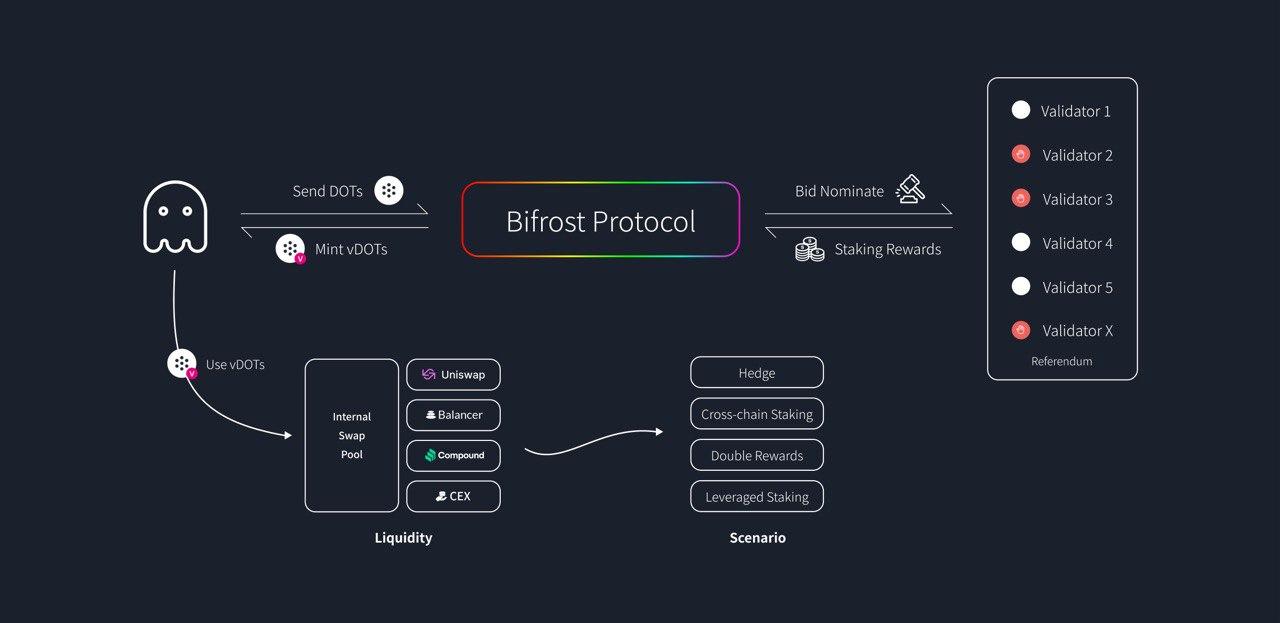 Send DOTs
Mint vDOTs
V
Bifrost Protocol
Bid Nominate
Staking Rewards
Validator 1
Validator 2
Validator 3
Validator 4
Validator 5
Validator X
Referendum
Use vDOTs
V
Internal
Swap
Pool
Uniswap
Balancer
Compound
CEX
Liquidity
Hedge
Cross-chain Staking
Double Rewards
Leveraged Staking
Scenario